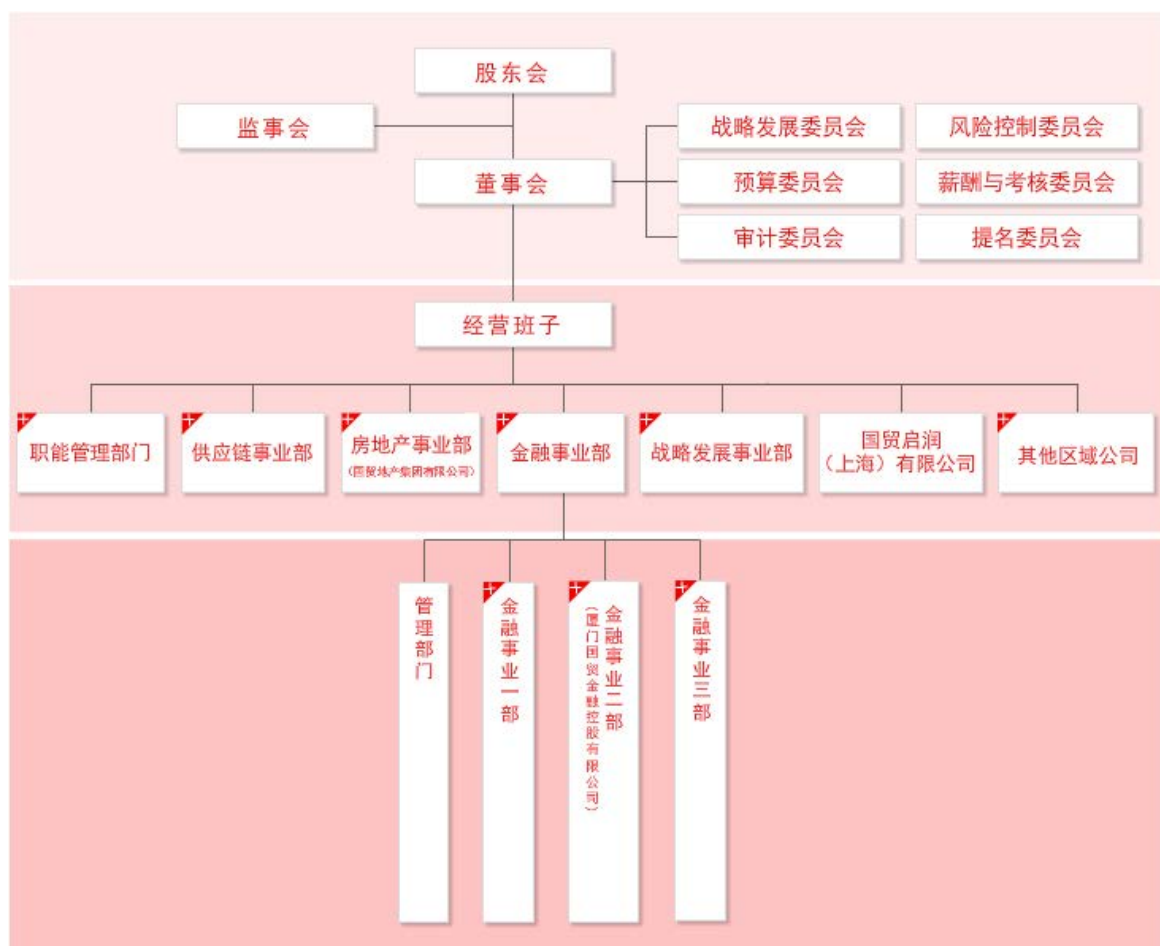 股东会
监事会
战略发展委员会
风险控制委员会
董事会
预算委员会
薪酬与考核委员会
审计委员会
提名委员会
经营班子
职能管理部门
供应链事业部
房地产事业部
（国贸地产集团有限公司）
金融事业部
战略发展事业部
国贸启润
（上海）有限公司
其他区域公司
管理部门
金融事业一部
金融事业二部
（厦门国贸金融控股有限公司）
金融事业三部